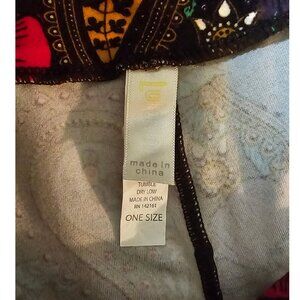 made in
china
TUMBLE
DRY LOW
MADE IN CHINA
RN 142161
ONE SIZE